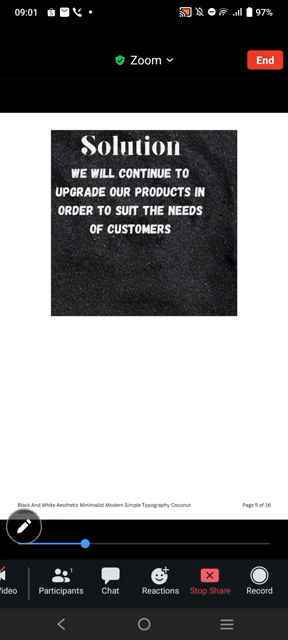 09:01
97%
Zoom
End
Solution
WE WILL CONTINUE TO
UPGRADE OUR PRODUCTS IN
ORDER TO SUIT THE NEEDS
OF CUSTOMERS
Black And White Aesthetic Minimalist Modern Simple Typography Coconut
Page 5 of 16
Video
Participants
1
Chat
Reactions
Stop Share
Record